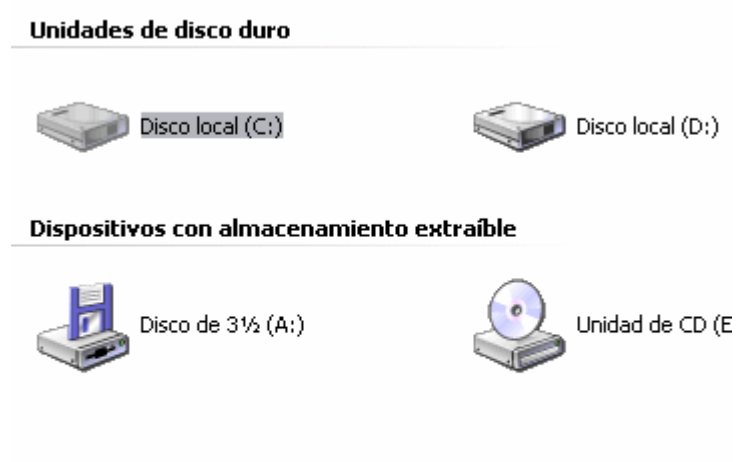 Unidades de disco duro
Disco local (C:)
Disco local (D:)
Dispositivos con almacenamiento extraíble
Disco de 3½ (A:)
Unidad de CD (E